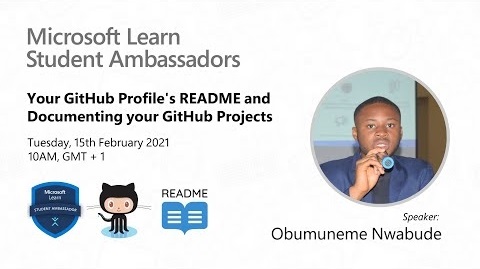 Microsoft Learn
Student Ambassadors
Your GitHub Profile's README and
Documenting your GitHub Projects
Tuesday, 15th February 2021
10AM, GMT + 1
Microsoft
Learn
STUDENT AMBASSADOR
README
Speaker:
Obumuneme Nwabude